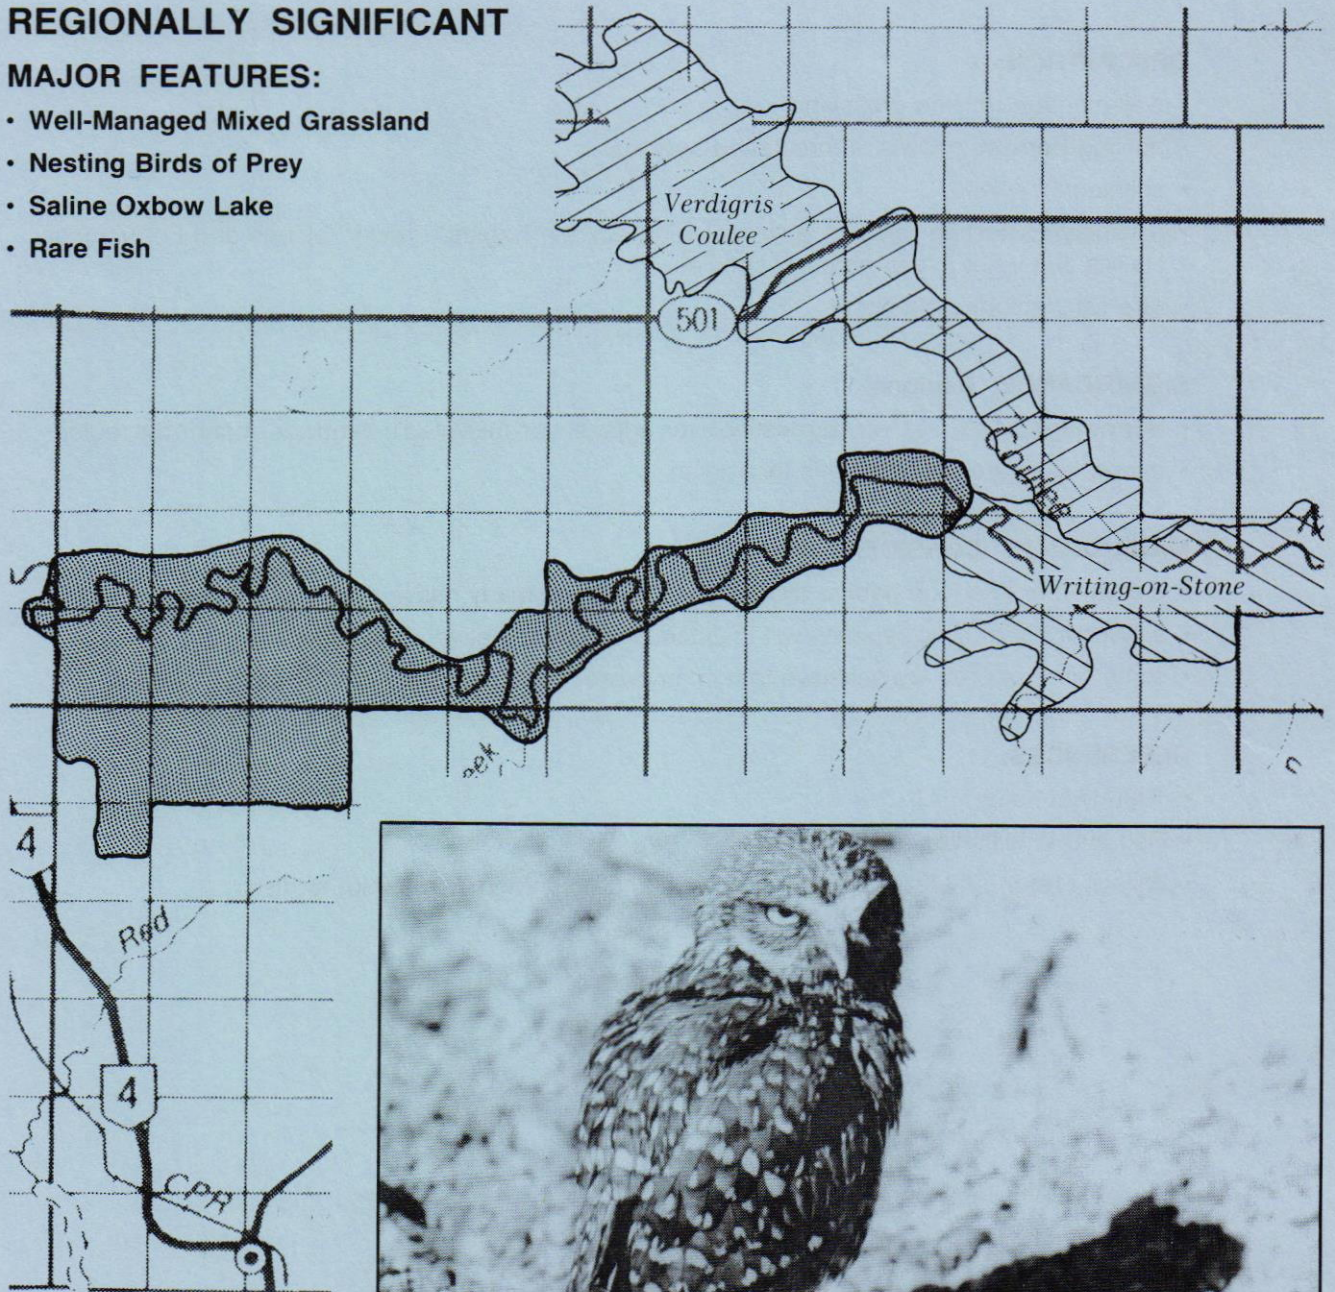 REGIONALLY SIGNIFICANT
MAJOR FEATURES:
• Well-Managed Mixed Grassland
• Nesting Birds of Prey
• Saline Oxbow Lake
• Rare Fish
Verdigris
Coulee
501
Coulee
Writing-on-Stone
eek
4
Red
4
CPR